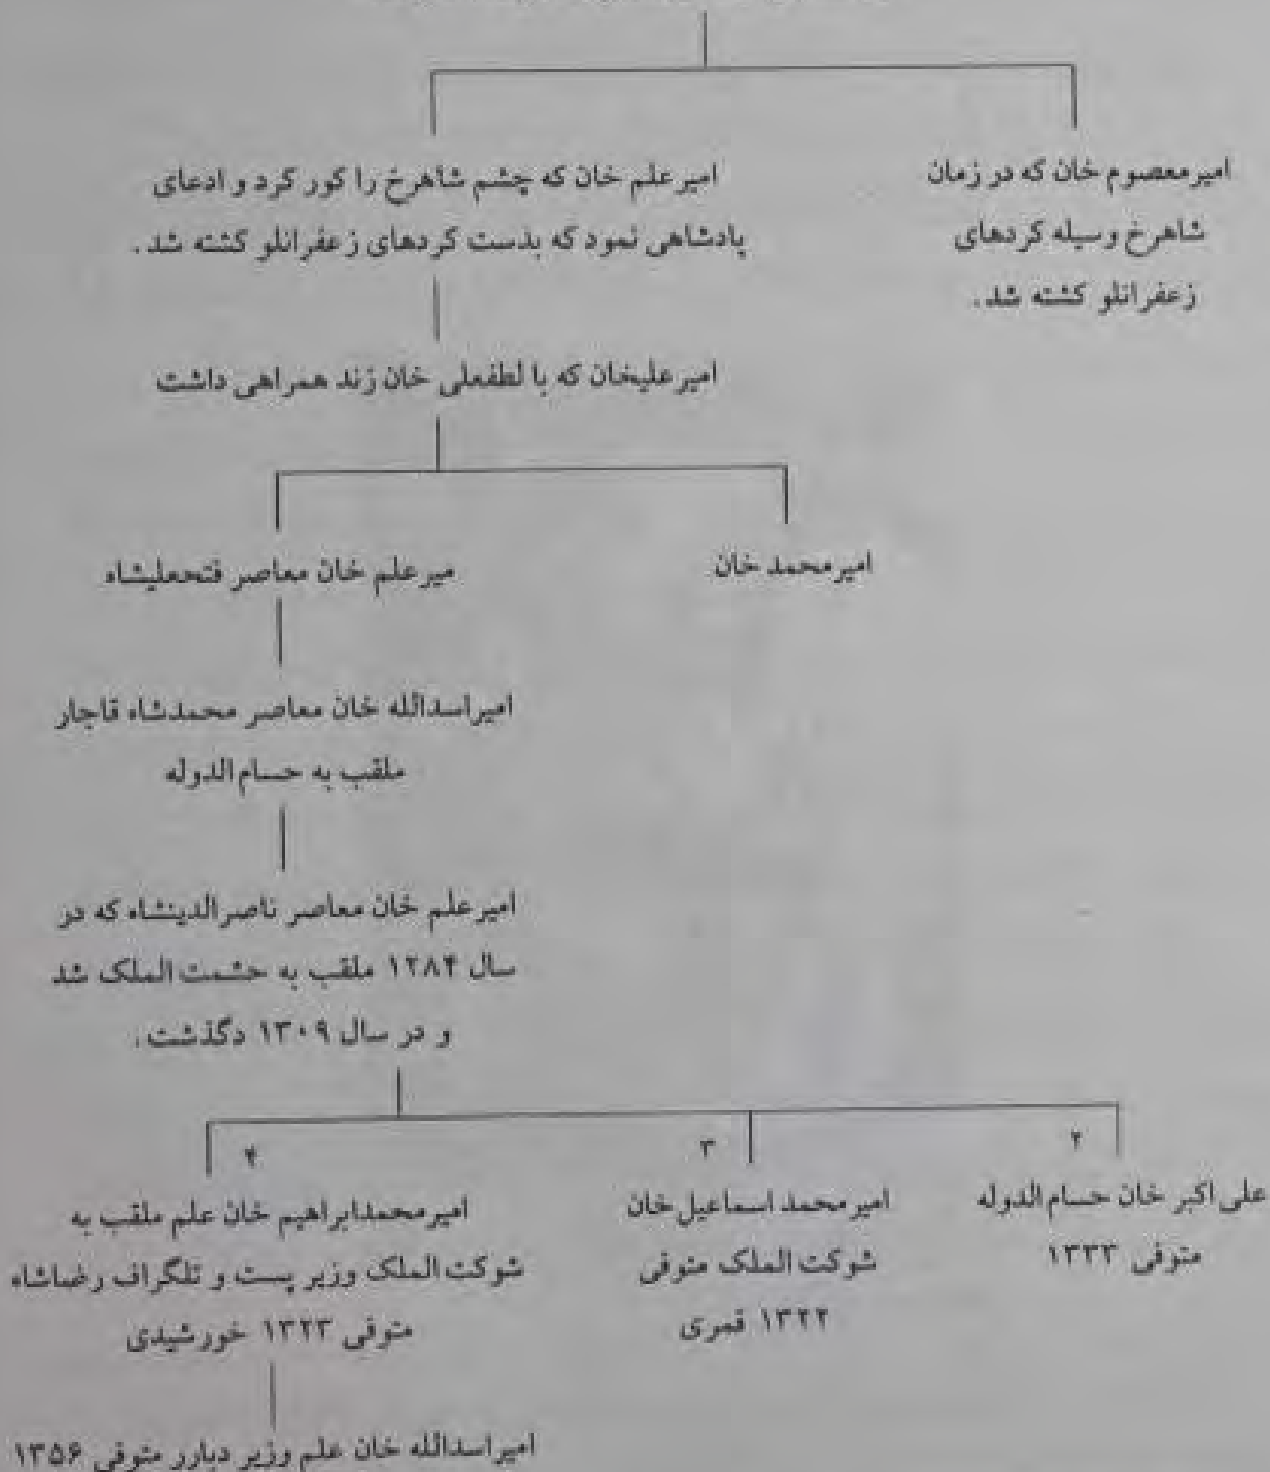 امیرمعصوم خان که در زمان
شاهرخ وسیله کردهای
زعفرانلو کشته شد.
امیرعلم خان که چشم شاهرخ را کور کرد و ادعای
پادشاهی نمود که بدست کردهای زعفرانلو کشته شد.
امیرعلیخان که با لطفعلی خان زند همراهی داشت
امیرمحمد خان
میرعلم خان معاصر فتحعلیشاه
امیراسدالله خان معاصر محمدشاه قاجار
ملقب به حسام‌الدوله
امیرعلم خان معاصر ناصرالدینشاه که در
سال ۱۲۸۴ ملقب به حشمت الملک شد
و در سال ۱۳۰۹ دگذشت.
۲
علی اکبر خان حسام الدوله
متوفی ۱۳۳۳
۳
امیرمحمد اسماعیل خان
شوکت الملک متوفی
۱۳۲۲ قمری
۴
امیرمحمدابراهیم خان علم ملقب به
شوکت الملک وزیر پست و تلگراف رضاشاه
متوفی ۱۳۲۳ خورشیدی
امیراسدالله خان علم وزیر دبارر متوفی ۱۳۵۶